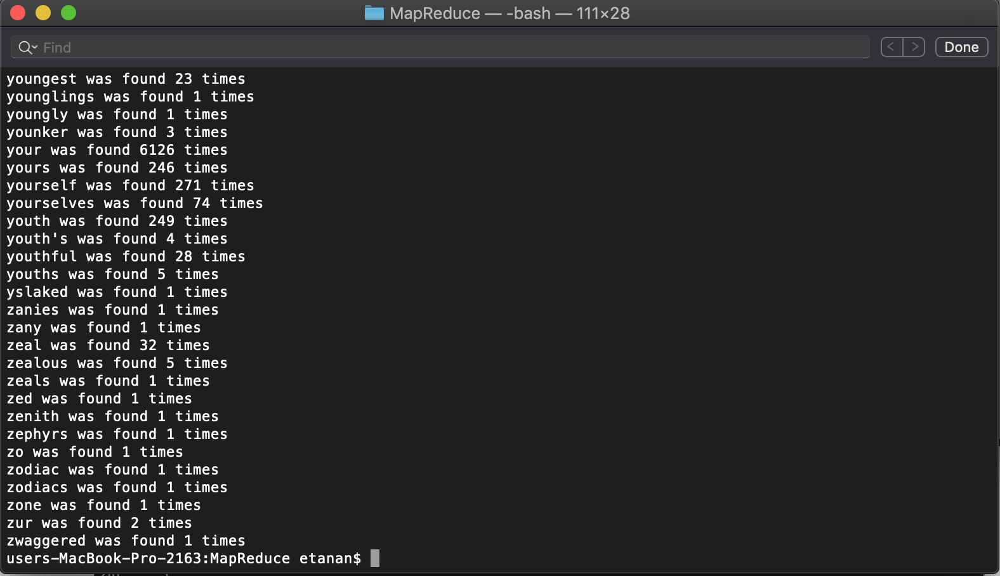 MapReduce — -bash — 111×28
Find
< > Done
youngest was found 23 times
younglings was found 1 times
youngly was found 1 times
younker was found 3 times
your was found 6126 times
yours was found 246 times
yourself was found 271 times
yourselves was found 74 times
youth was found 249 times
youth's was found 4 times
youthful was found 28 times
youths was found 5 times
yslaked was found 1 times
zanies was found 1 times
zany was found 1 times
zeal was found 32 times
zealous was found 5 times
zeals was found 1 times
zed was found 1 times
zenith was found 1 times
zephyrs was found 1 times
zo was found 1 times
zodiac was found 1 times
zodiacs was found 1 times
zone was found 1 times
zur was found 2 times
zwaggered was found 1 times
users-MacBook-Pro-2163:MapReduce etanan$